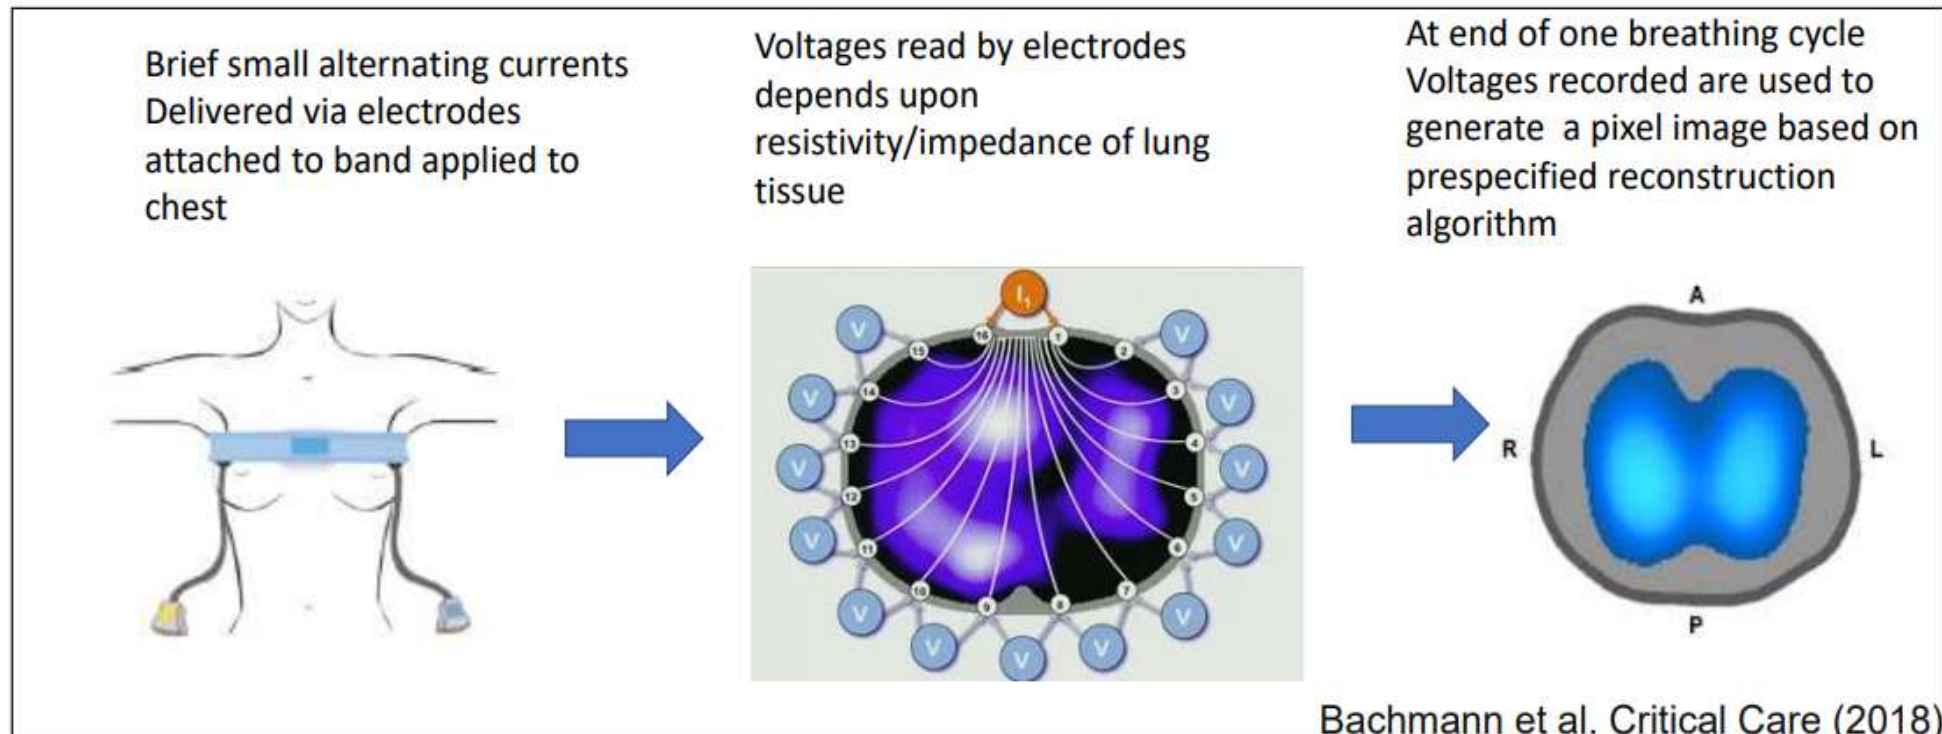 Brief small alternating currents
Delivered via electrodes
attached to band applied to
chest
Voltages read by electrodes
depends upon
resistivity/impedance of lung
tissue
At end of one breathing cycle
Voltages recorded are used to
generate a pixel image based on
prespecified reconstruction
algorithm
I1
V
V
V
V
V
V
V
V
V
V
V
V
V
16
1
15
2
14
3
13
4
12
5
11
6
10
7
9
8
A
R
L
P
Bachmann et al. Critical Care (2018)